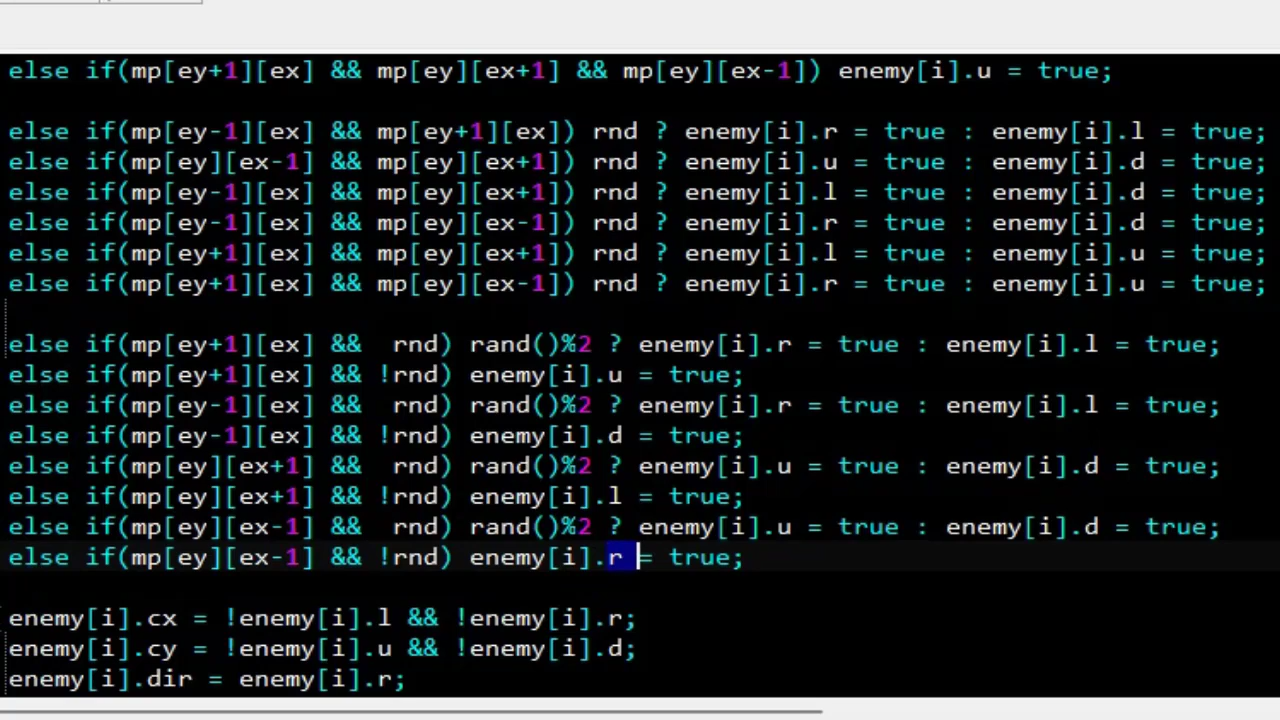 else if(mp[ey+1][ex] && mp[ey][ex+1] && mp[ey][ex-1]) enemy[i].u = true;
else if(mp[ey-1][ex] && mp[ey+1][ex]) rnd ? enemy[i].r = true : enemy[i].l = true;
else if(mp[ey][ex-1] && mp[ey][ex+1]) rnd ? enemy[i].u = true : enemy[i].d = true;
else if(mp[ey-1][ex] && mp[ey][ex+1]) rnd ? enemy[i].l = true : enemy[i].d = true;
else if(mp[ey-1][ex] && mp[ey][ex-1]) rnd ? enemy[i].r = true : enemy[i].d = true;
else if(mp[ey+1][ex] && mp[ey][ex+1]) rnd ? enemy[i].l = true : enemy[i].u = true;
else if(mp[ey+1][ex] && mp[ey][ex-1]) rnd ? enemy[i].r = true : enemy[i].u = true;
else if(mp[ey+1][ex] &&  rnd) rand()%2 ? enemy[i].r = true : enemy[i].l = true;
else if(mp[ey+1][ex] && !rnd) enemy[i].u = true;
else if(mp[ey-1][ex] &&  rnd) rand()%2 ? enemy[i].r = true : enemy[i].l = true;
else if(mp[ey-1][ex] && !rnd) enemy[i].d = true;
else if(mp[ey][ex+1] &&  rnd) rand()%2 ? enemy[i].u = true : enemy[i].d = true;
else if(mp[ey][ex+1] && !rnd) enemy[i].l = true;
else if(mp[ey][ex-1] &&  rnd) rand()%2 ? enemy[i].u = true : enemy[i].d = true;
else if(mp[ey][ex-1] && !rnd) enemy[i].r = true;
enemy[i].cx = !enemy[i].l && !enemy[i].r;
enemy[i].cy = !enemy[i].u && !enemy[i].d;
enemy[i].dir = enemy[i].r;